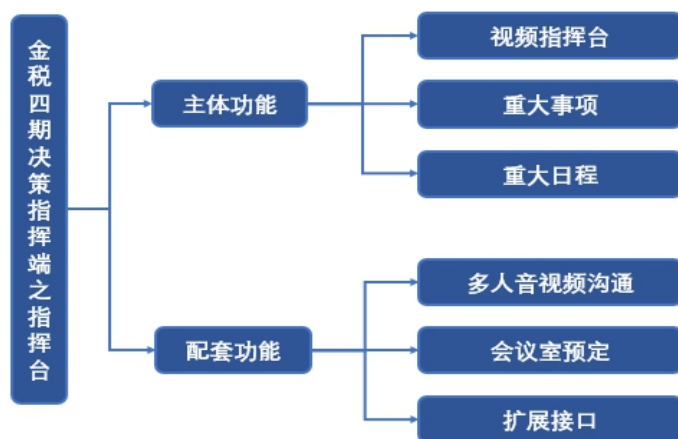 金税四期决策指挥端之指挥台
主体功能
视频指挥台
重大事项
重大日程
配套功能
多人音视频沟通
会议室预定
扩展接口